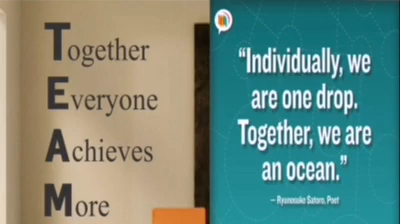 Together
Everyone
Achieves
More
“Individually, we
are one drop.
Together, we are
an ocean.”
— Ryunosuke Satoro, Poet